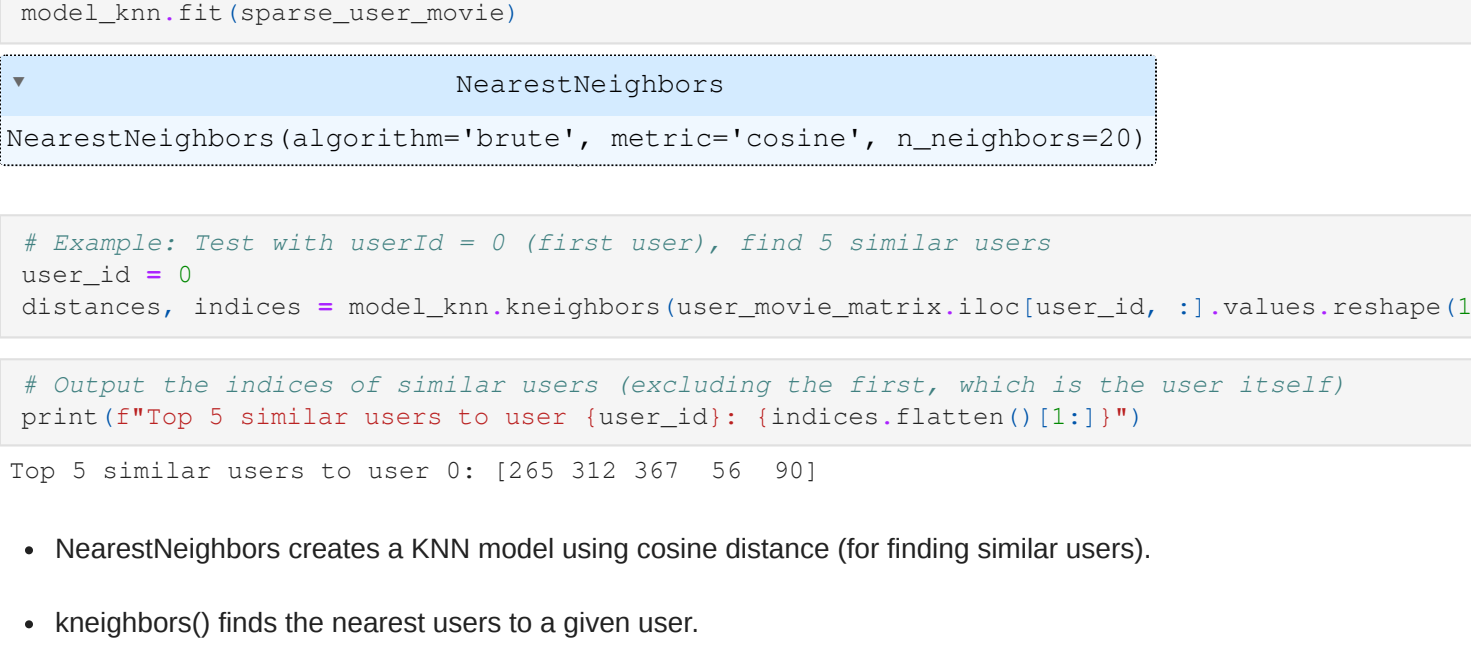 model_knn.fit(sparse_user_movie)
NearestNeighbors
NearestNeighbors(algorithm='brute', metric='cosine', n_neighbors=20)
# Example: Test with userId = 0 (first user), find 5 similar users
user_id = 0
distances, indices = model_knn.kneighbors(user_movie_matrix.iloc[user_id, :].values.reshape(1
# Output the indices of similar users (excluding the first, which is the user itself)
print(f"Top 5 similar users to user {user_id}: {indices.flatten()[1:]}")
Top 5 similar users to user 0: [265 312 367  56  90]
• NearestNeighbors creates a KNN model using cosine distance (for finding similar users).
• kneighbors() finds the nearest users to a given user.